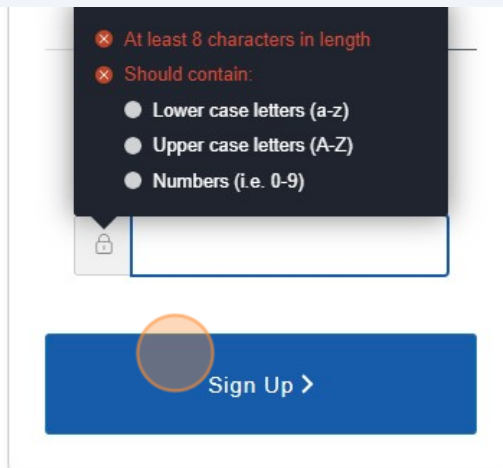 At least 8 characters in length
Should contain:
Lower case letters (a-z)
Upper case letters (A-Z)
Numbers (i.e. 0-9)
Sign Up